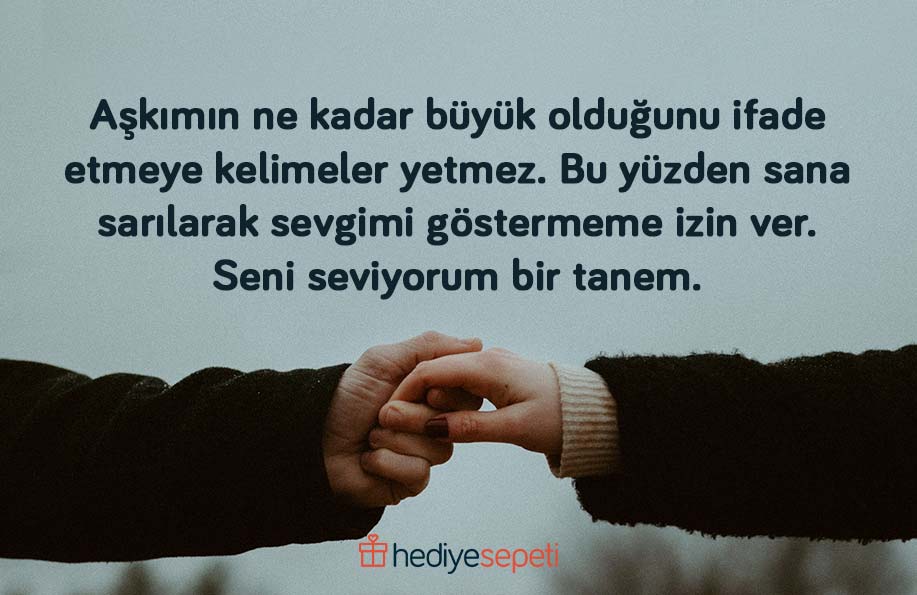 Aşkımın ne kadar büyük olduğunu ifade
etmeye kelimeler yetmez. Bu yüzden sana
sarılarak sevgimi göstermeme izin ver.
Seni seviyorum bir tanem.
hediyesepeti